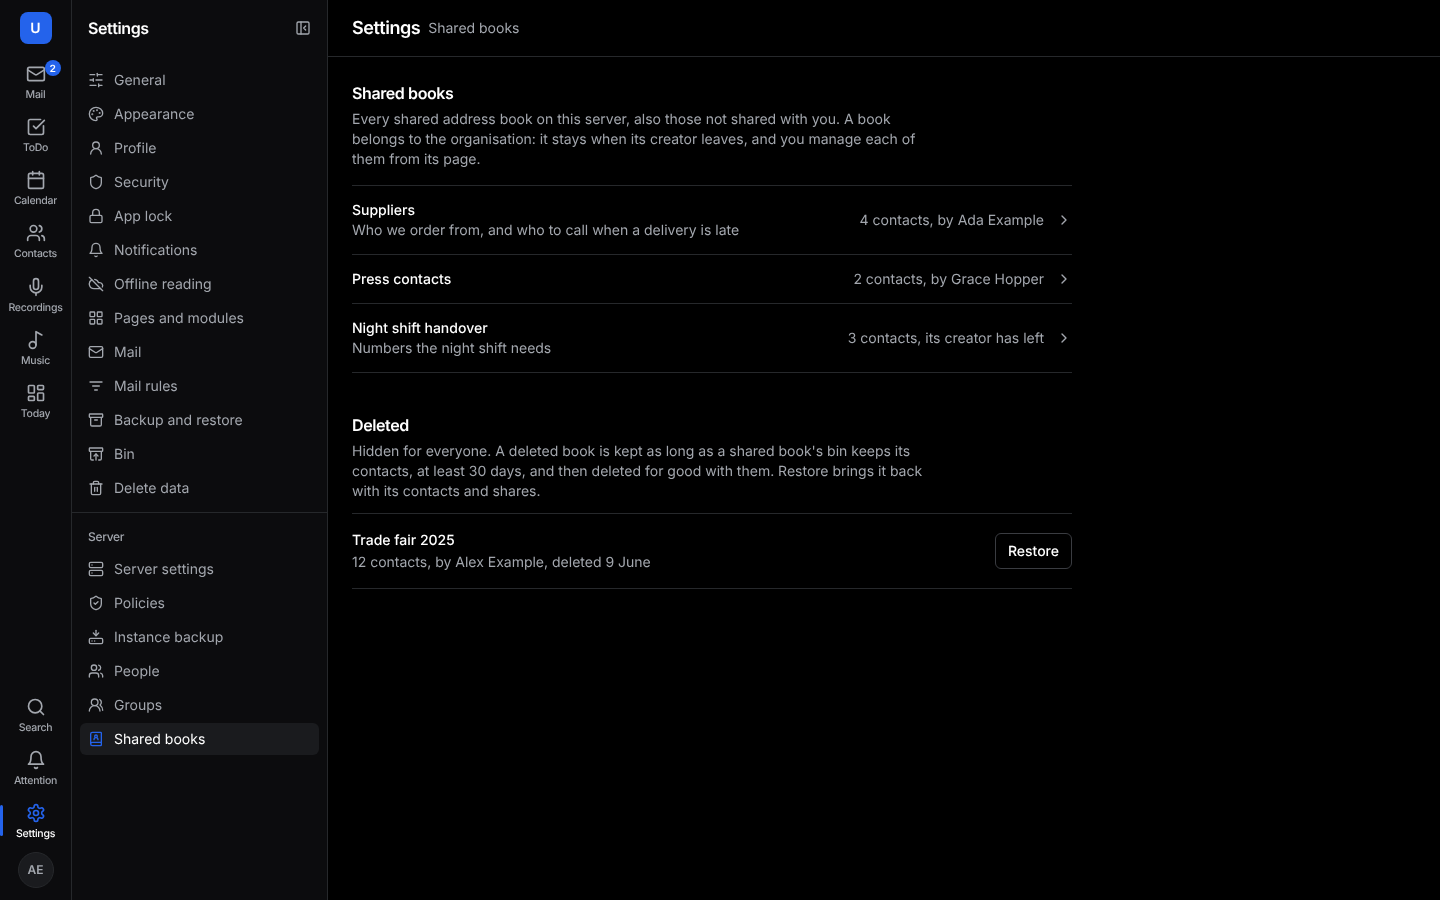 U
2
Mail
ToDo
Calendar
Contacts
Recordings
Music
Today
Search
Attention
Settings
AE
Settings
General
Appearance
Profile
Security
App lock
Notifications
Offline reading
Pages and modules
Mail
Mail rules
Backup and restore
Bin
Delete data
Server
Server settings
Policies
Instance backup
People
Groups
Shared books
Settings Shared books
Shared books
Every shared address book on this server, also those not shared with you. A book
belongs to the organisation: it stays when its creator leaves, and you manage each of
them from its page.
Suppliers
Who we order from, and who to call when a delivery is late
4 contacts, by Ada Example
Press contacts
2 contacts, by Grace Hopper
Night shift handover
Numbers the night shift needs
3 contacts, its creator has left
Deleted
Hidden for everyone. A deleted book is kept as long as a shared book's bin keeps its
contacts, at least 30 days, and then deleted for good with them. Restore brings it back
with its contacts and shares.
Trade fair 2025
12 contacts, by Alex Example, deleted 9 June
Restore